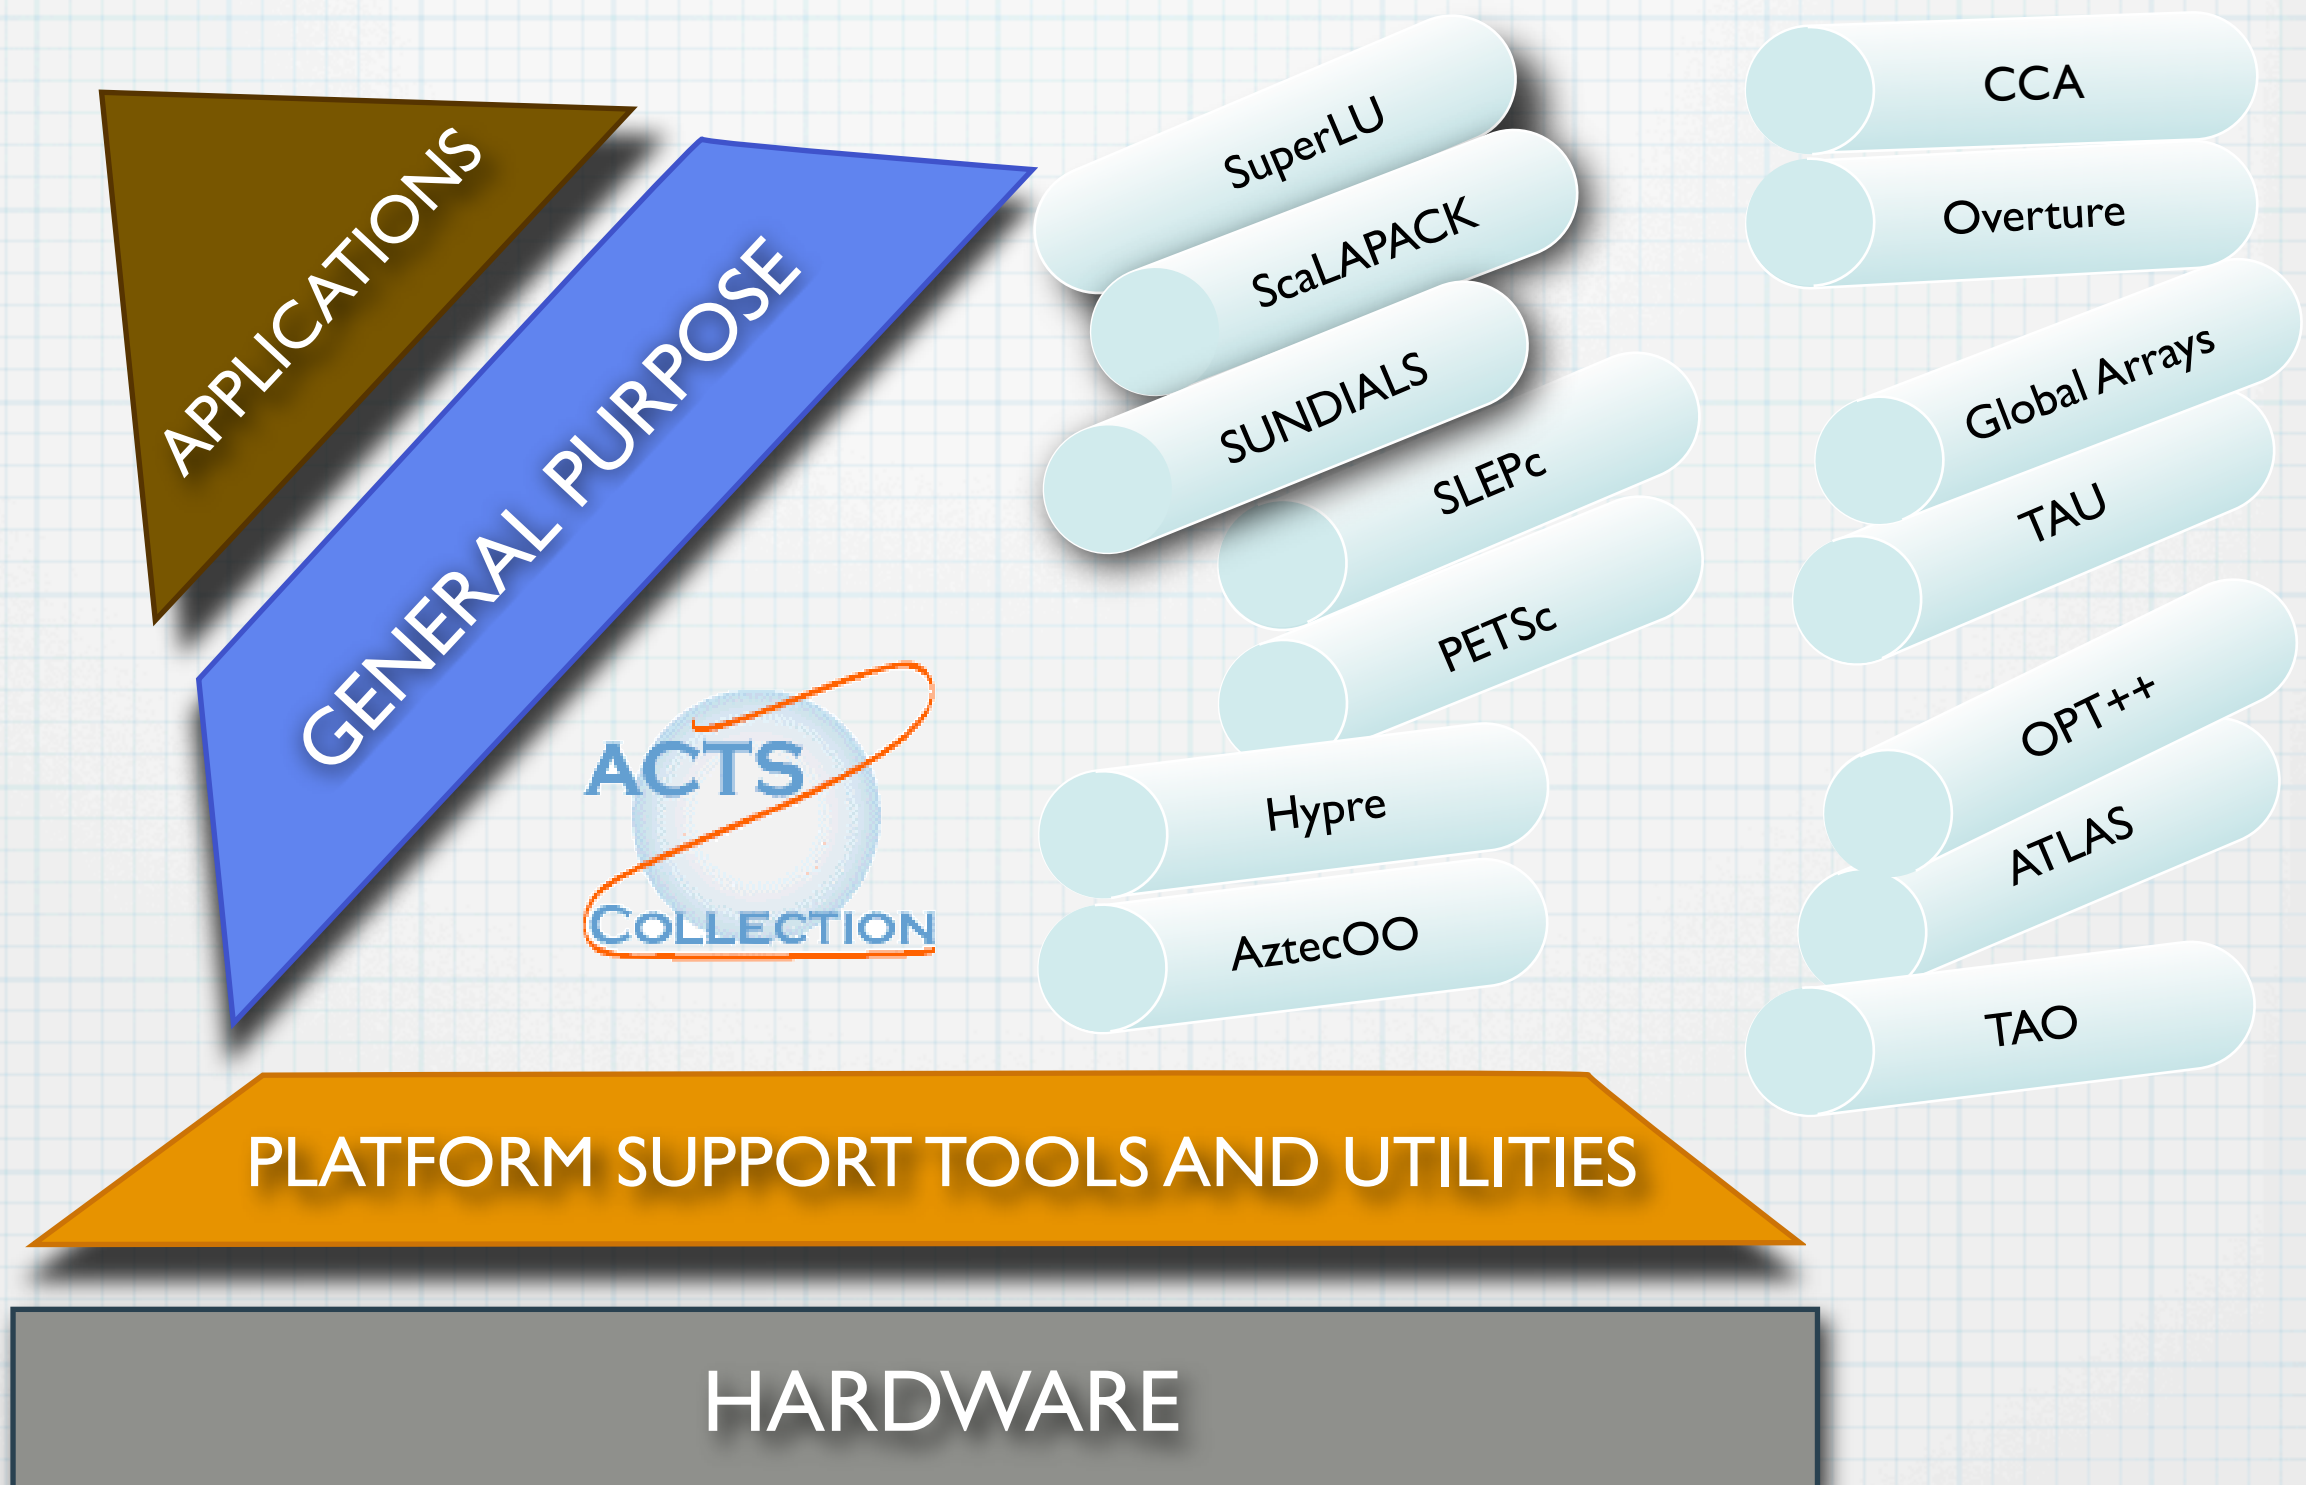 APPLICATIONS
GENERAL PURPOSE
ACTS
COLLECTION
SuperLU
ScaLAPACK
SUNDIALS
SLEPc
PETSc
Hypre
AztecOO
CCA
Overture
Global Arrays
TAU
OPT++
ATLAS
TAO
PLATFORM SUPPORT TOOLS AND UTILITIES
HARDWARE